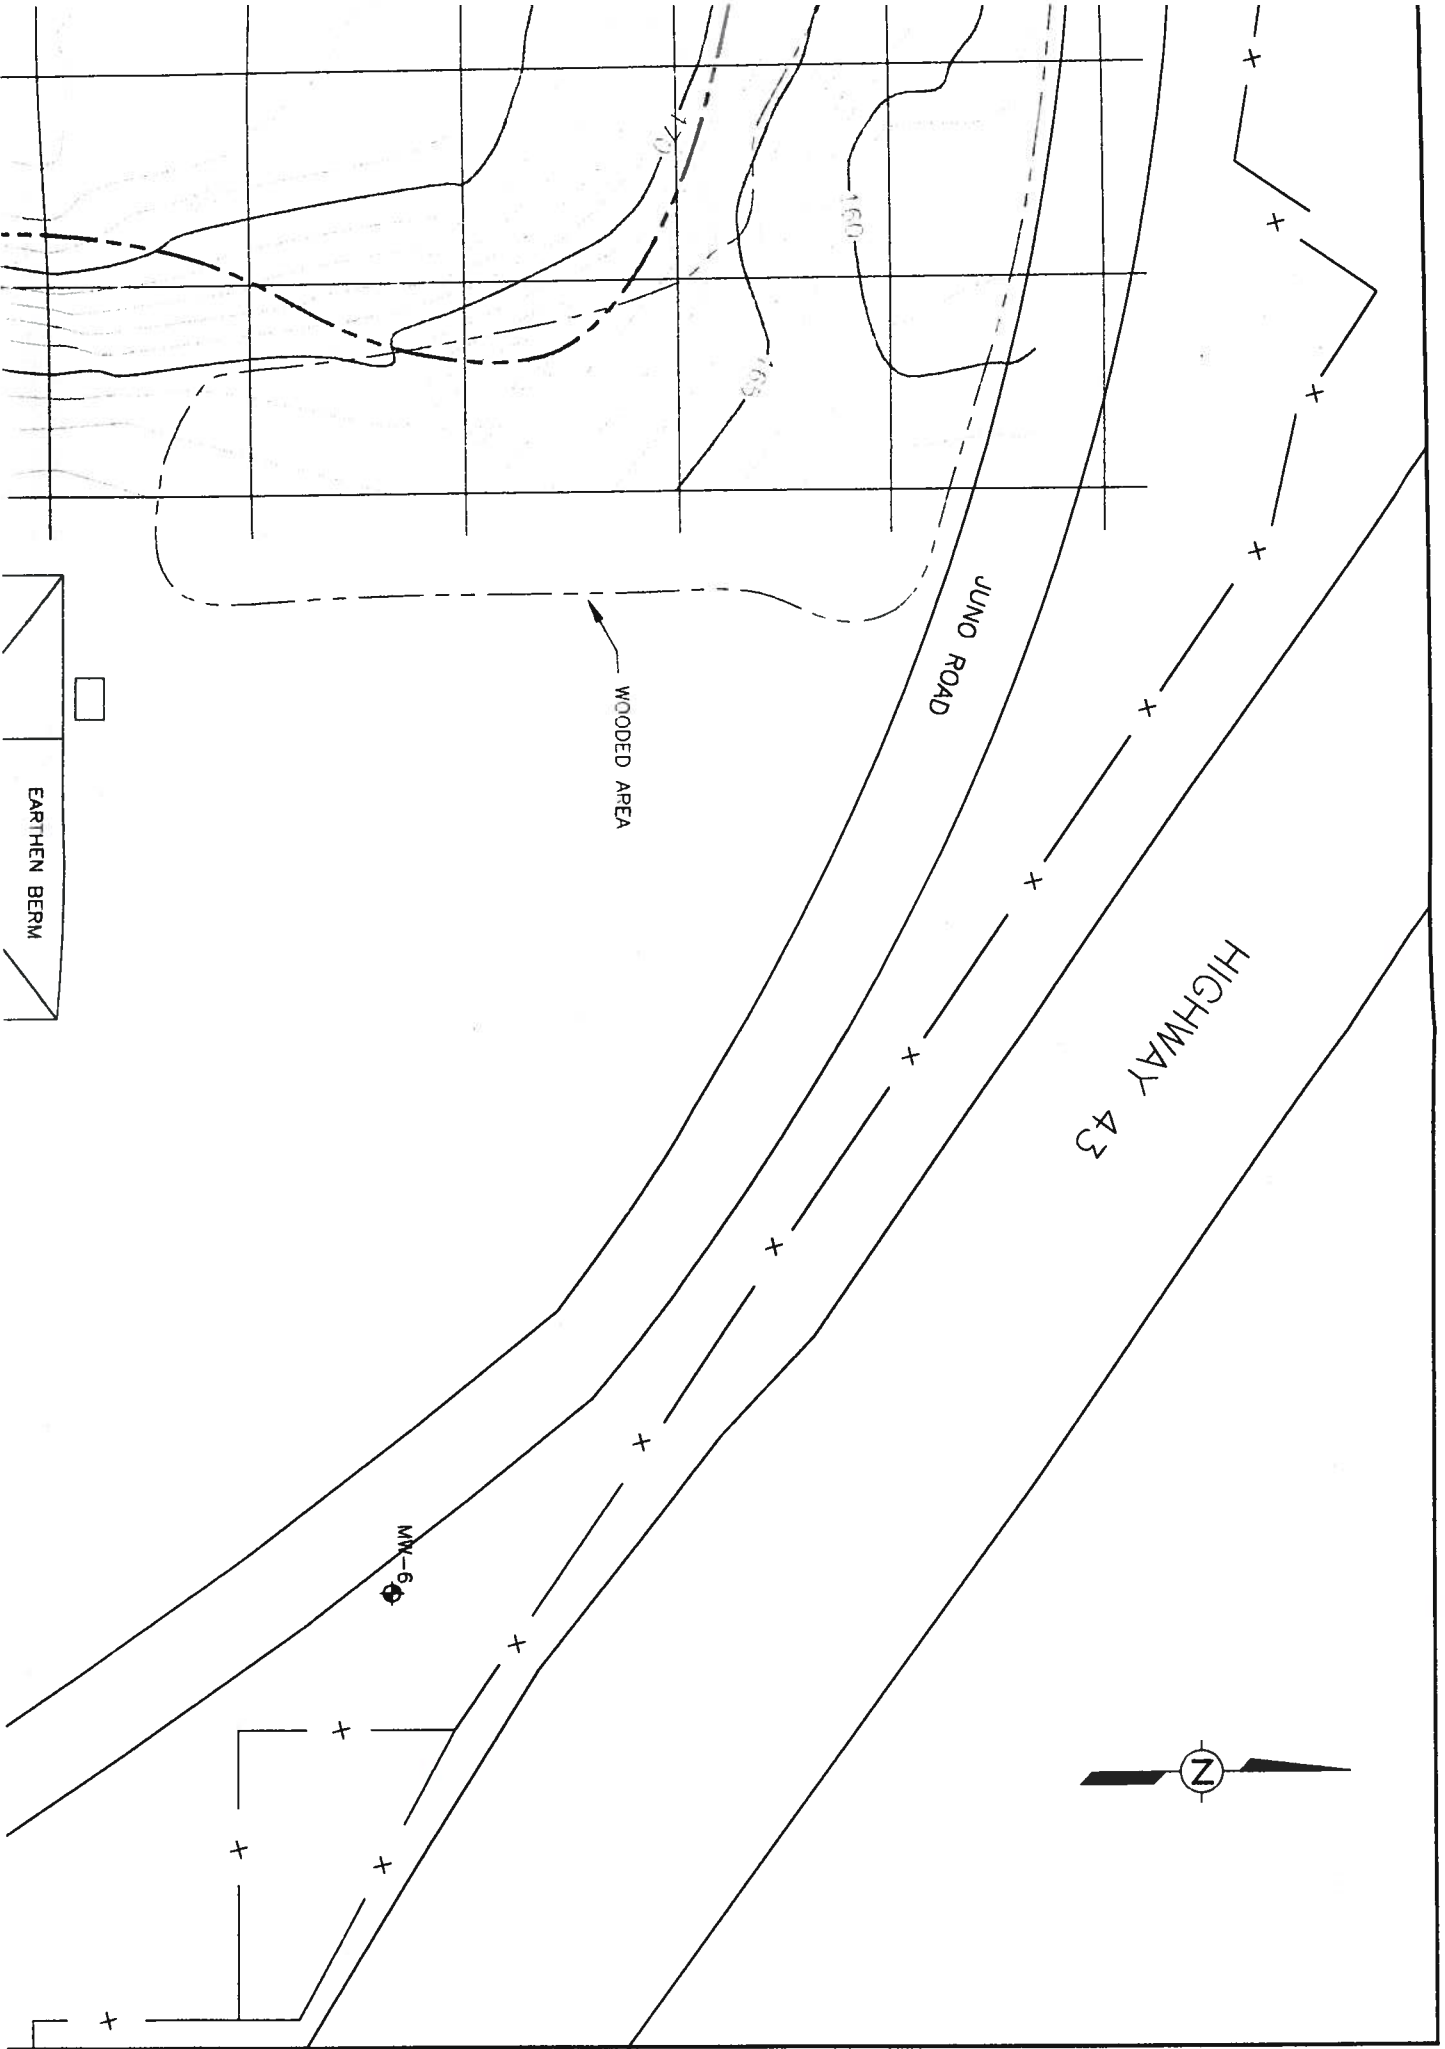 N
HIGHWAY 43
JUNO ROAD
160
165
170
WOODED AREA
MW-6
EARTHEN BERM